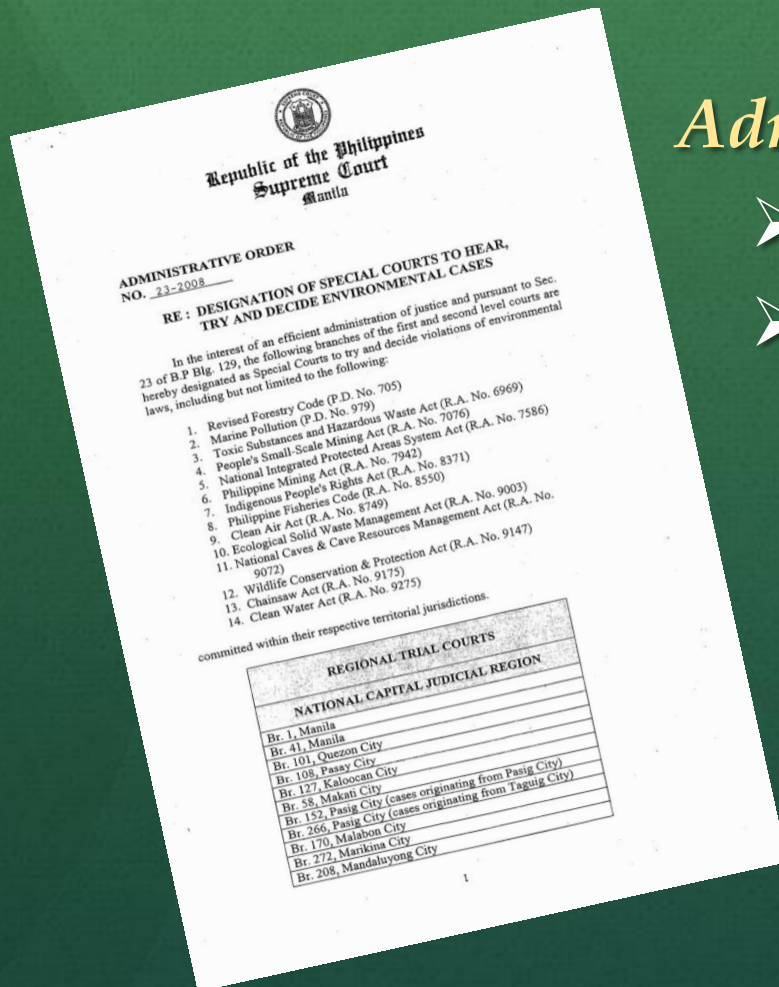 Republic of the Philippines
Supreme Court
Manila
ADMINISTRATIVE ORDER
NO. 23-2008
RE : DESIGNATION OF SPECIAL COURTS TO HEAR,
TRY AND DECIDE ENVIRONMENTAL CASES
In the interest of an efficient administration of justice and pursuant to Sec.
23 of B.P Blg. 129, the following branches of the first and second level courts are
hereby designated as Special Courts to try and decide violations of environmental
laws, including but not limited to the following:
1. Revised Forestry Code (P.D. No. 705)
2. Marine Pollution (P.D. No. 979)
3. Toxic Substances and Hazardous Waste Act (R.A. No. 6969)
4. People's Small-Scale Mining Act (R.A. No. 7076)
5. National Integrated Protected Areas System Act (R.A. No. 7586)
6. Philippine Mining Act (R.A. No. 7942)
7. Indigenous People's Rights Act (R.A. No. 8371)
8. Philippine Fisheries Code (R.A. No. 8550)
9. Clean Air Act (R.A. No. 8749)
10. Ecological Solid Waste Management Act (R.A. No. 9003)
11. National Caves & Cave Resources Management Act (R.A. No.
9072)
12. Wildlife Conservation & Protection Act (R.A. No. 9147)
13. Chainsaw Act (R.A. No. 9175)
14. Clean Water Act (R.A. No. 9275)
committed within their respective territorial jurisdictions.
REGIONAL TRIAL COURTS
NATIONAL CAPITAL JUDICIAL REGION
Br. 1, Manila
Br. 41, Manila
Br. 101, Quezon City
Br. 108, Pasay City
Br. 127, Kaloocan City
Br. 58, Makati City
Br. 152, Pasig City (cases originating from Pasig City)
Br. 266, Pasig City (cases originating from Taguig City)
Br. 170, Malabon City
Br. 272, Marikina City
Br. 208, Mandaluyong City
1